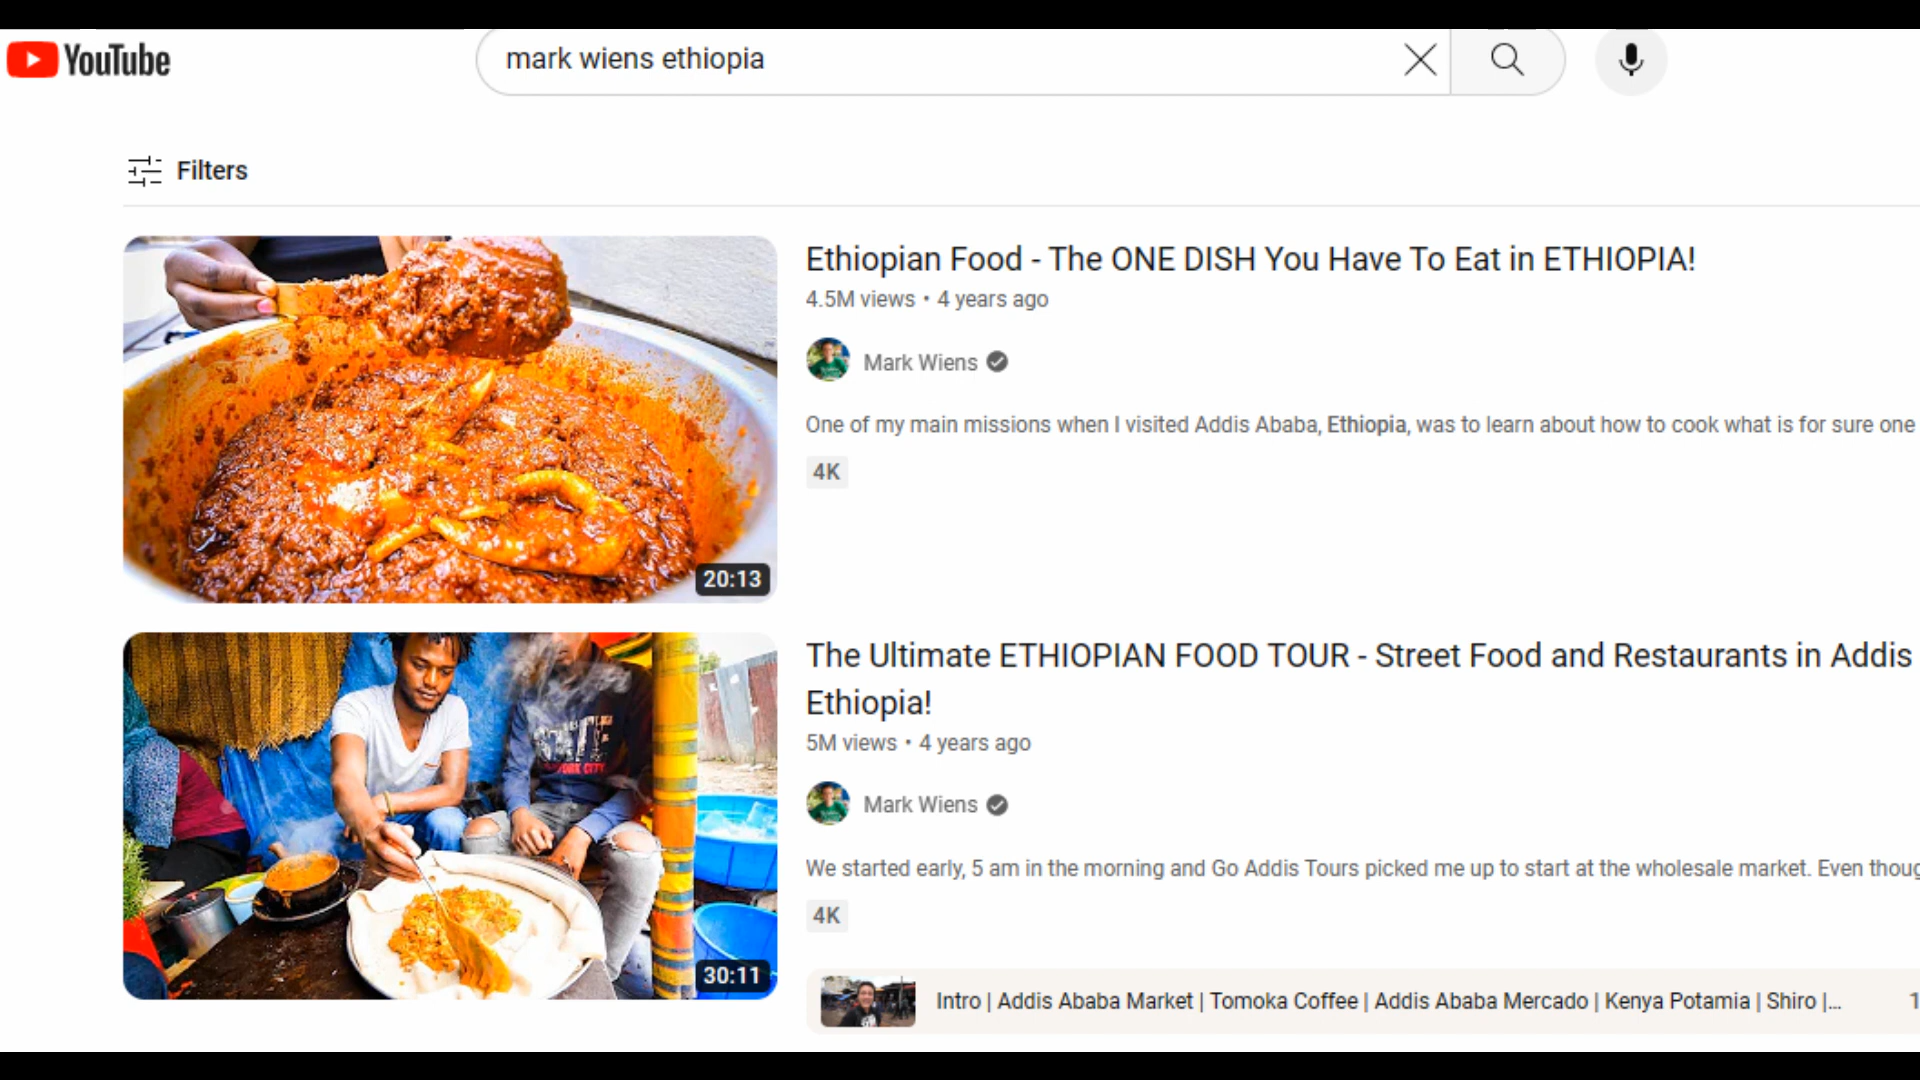 YouTube
mark wiens ethiopia
Filters
Ethiopian Food - The ONE DISH You Have To Eat in ETHIOPIA!
4.5M views • 4 years ago
Mark Wiens
One of my main missions when I visited Addis Ababa, Ethiopia, was to learn about how to cook what is for sure one
4K
20:13
The Ultimate ETHIOPIAN FOOD TOUR - Street Food and Restaurants in Addis
Ethiopia!
5M views • 4 years ago
Mark Wiens
We started early, 5 am in the morning and Go Addis Tours picked me up to start at the wholesale market. Even
4K
YORK CITY
30:11
Intro | Addis Ababa Market | Tomoka Coffee | Addis Ababa Mercado | Kenya Potamia | Shiro |...